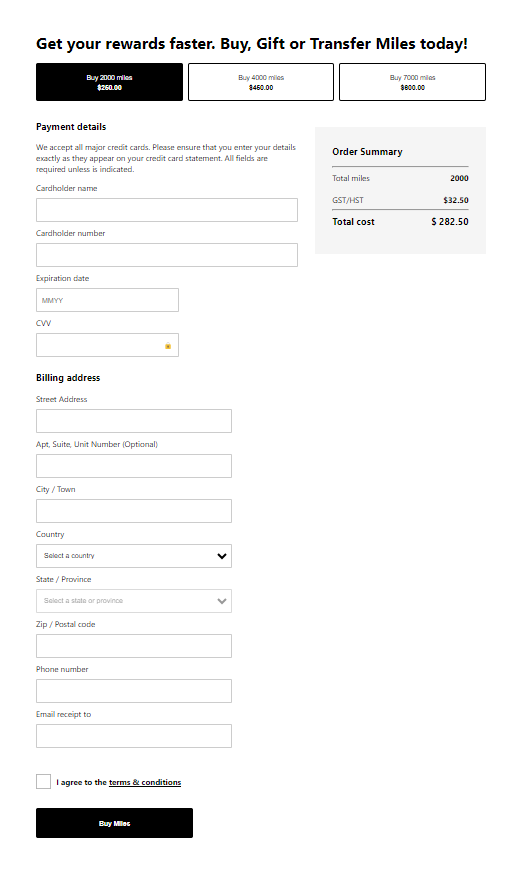 Get your rewards faster. Buy, Gift or Transfer Miles today!
Buy 2000 miles
$250.00
Buy 4000 miles
$450.00
Buy 7000 miles
$600.00
Payment details
We accept all major credit cards. Please ensure that you enter your details
exactly as they appear on your credit card statement. All fields are
required unless is indicated.
Cardholder name
Cardholder number
Expiration date
MMYY
CVV
Order Summary
Total miles 2000
GST/HST $32.50
Total cost $ 282.50
Billing address
Street Address
Apt, Suite, Unit Number (Optional)
City / Town
Country
Select a country
State / Province
Select a state or province
Zip / Postal code
Phone number
Email receipt to
I agree to the terms & conditions
Buy Miles